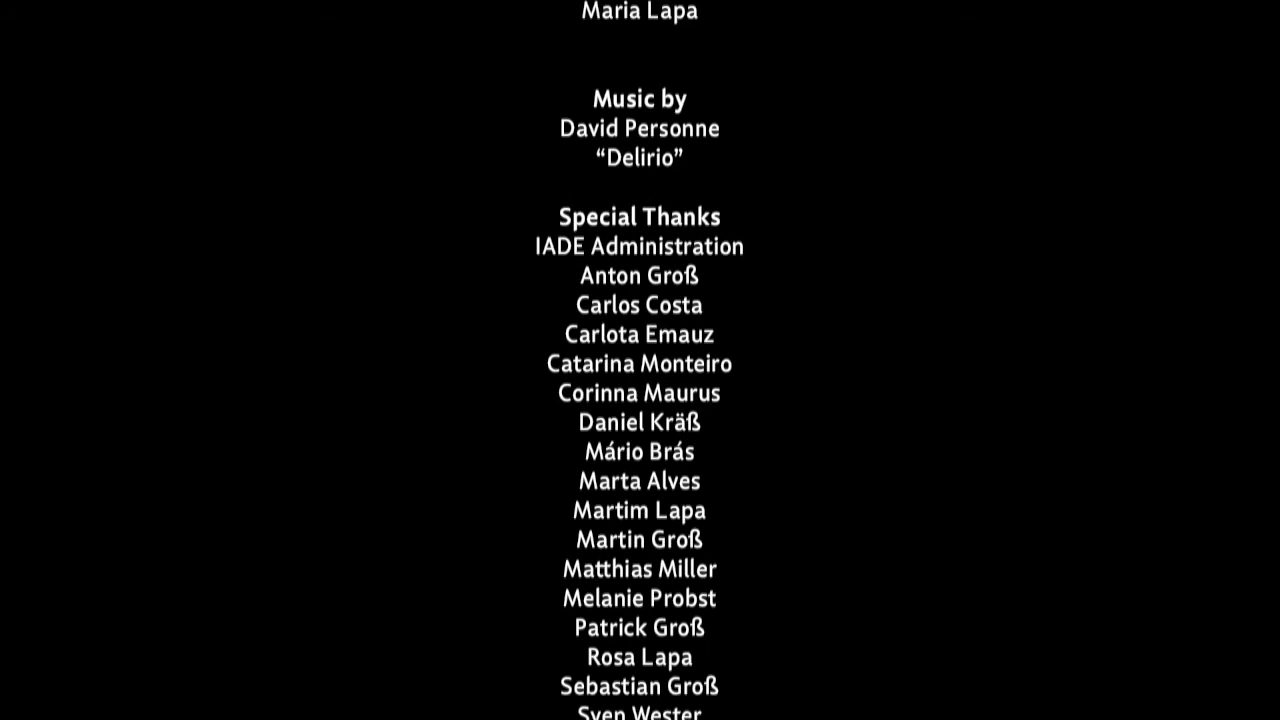 Maria Lapa
Music by
David Personne
“Delirio”
Special Thanks
IADE Administration
Anton Groß
Carlos Costa
Carlota Emauz
Catarina Monteiro
Corinna Maurus
Daniel Kräß
Mário Brás
Marta Alves
Martim Lapa
Martin Groß
Matthias Miller
Melanie Probst
Patrick Groß
Rosa Lapa
Sebastian Groß
Sven Wester